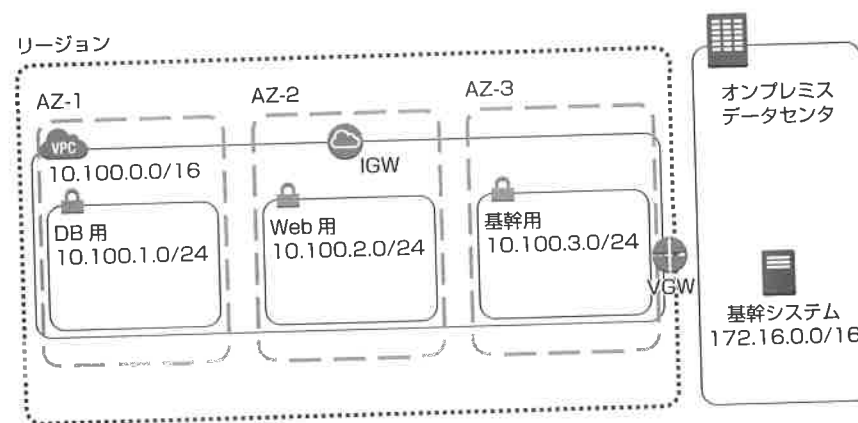 リージョン
AZ-1
AZ-2
AZ-3
VPC
IGW
10.100.0.0/16
DB 用
10.100.1.0/24
Web 用
10.100.2.0/24
基幹用
10.100.3.0/24
VGW
オンプレミス
データセンタ
基幹システム
172.16.0.0/16